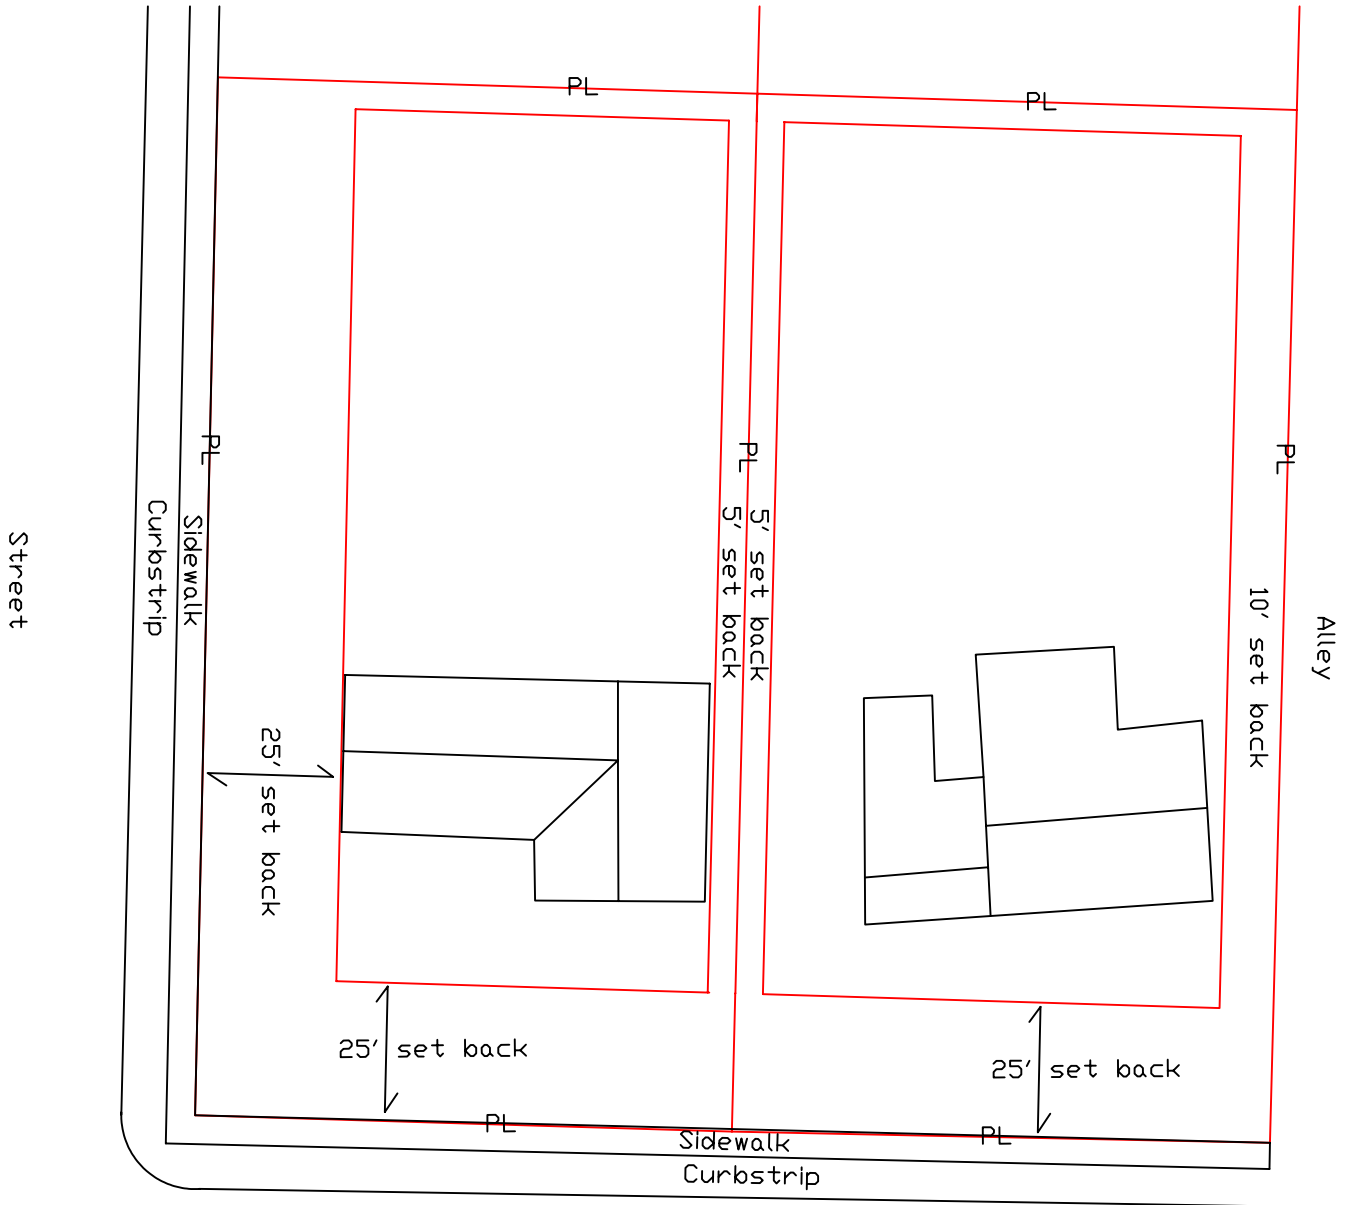 PL
PL
PL
PL
PL
Street
Curbstrip
Sidewalk
5' set back
5' set back
10' set back
Alley
25' set back
25' set back
25' set back
PL
PL
Sidewalk
Curbstrip